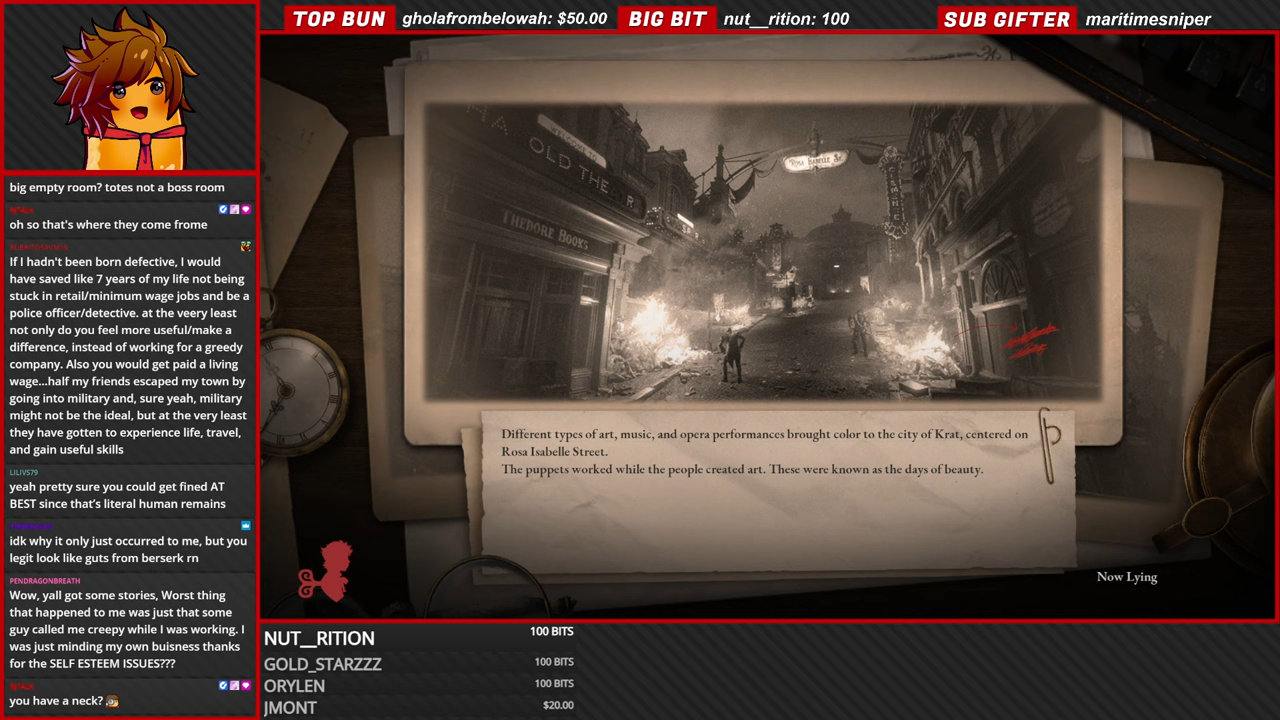 TOP BUN gholafrombelowah: $50.00 BIG BIT nut__rition: 100 SUB GIFTER maritimesniper
big empty room? totes not a boss room
oh so that's where they come frome
If I hadn't been born defective, I would
have saved like 7 years of my life not being
stuck in retail/minimum wage jobs and be a
police officer/detective. at the veery least
not only do you feel more useful/make a
difference, instead of working for a greedy
company. Also you would get paid a living
wage...half my friends escaped my town by
going into military and, sure yeah, military
might not be the ideal, but at the very least
they have gotten to experience life, travel,
and gain useful skills
LILIVS79
yeah pretty sure you could get fined AT
BEST since that's literal human remains
idk why it only just occurred to me, but you
legit look like guts from berserk rn
PENDRAGONBREATH
Wow, yall got some stories, Worst thing
that happened to me was just that some
guy called me creepy while I was working. I
was just minding my own buisness thanks
for the SELF ESTEEM ISSUES???
you have a neck?
WELCOME TO
OLD THE R
THEDORE BOOKS
Rosa Isabelle St.
Different types of art, music, and opera performances brought color to the city of Krat, centered on
Rosa Isabelle Street.
The puppets worked while the people created art. These were known as the days of beauty.
Now Lying
NUT__RITION 100 BITS
GOLD_STARZZZ 100 BITS
ORYLEN 100 BITS
JMONT $20.00